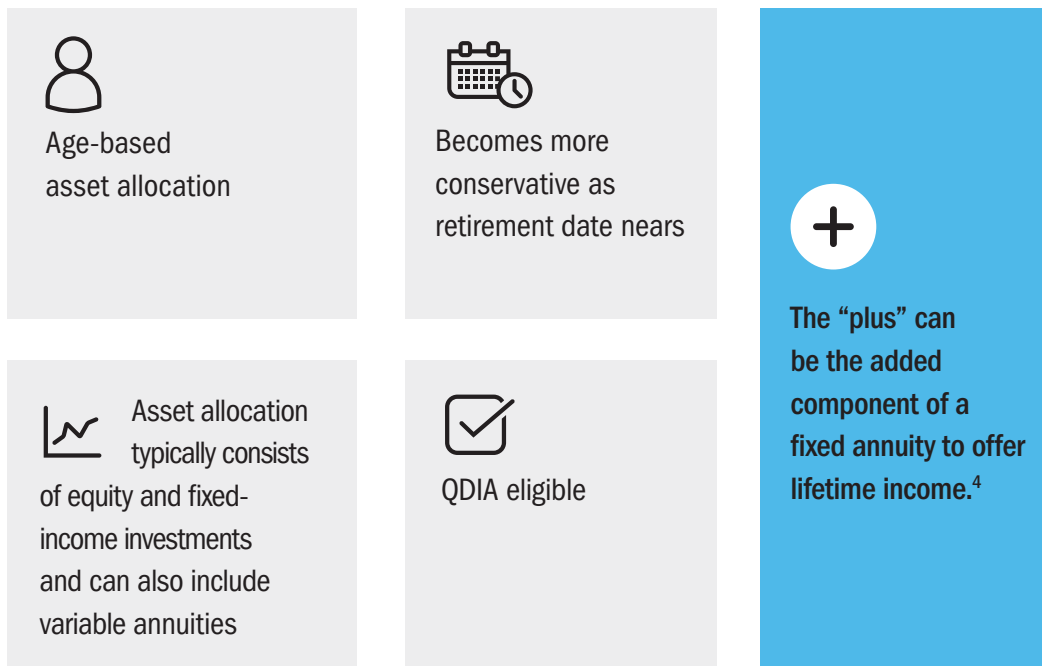 Age-based
asset allocation
Becomes more
conservative as
retirement date nears
Asset allocation
typically consists
of equity and fixed-
income investments
and can also include
variable annuities
QDIA eligible
The “plus” can
be the added
component of a
fixed annuity to offer
lifetime income.4